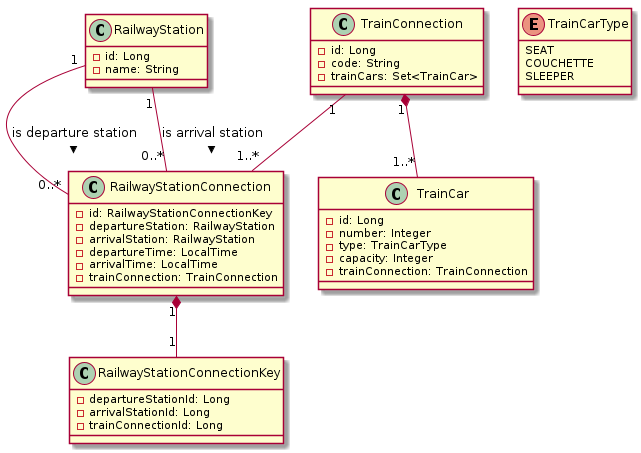 C RailwayStation
id: Long
name: String
C TrainConnection
id: Long
code: String
trainCars: Set<TrainCar>
E TrainCarType
SEAT
COUCHETTE
SLEEPER
1
1
1
1
is departure station
is arrival station
0..*
0..*
1..*
1..*
C RailwayStationConnection
id: RailwayStationConnectionKey
departureStation: RailwayStation
arrivalStation: RailwayStation
departureTime: LocalTime
arrivalTime: LocalTime
trainConnection: TrainConnection
C TrainCar
id: Long
number: Integer
type: TrainCarType
capacity: Integer
trainConnection: TrainConnection
1
1
C RailwayStationConnectionKey
departureStationId: Long
arrivalStationId: Long
trainConnectionId: Long